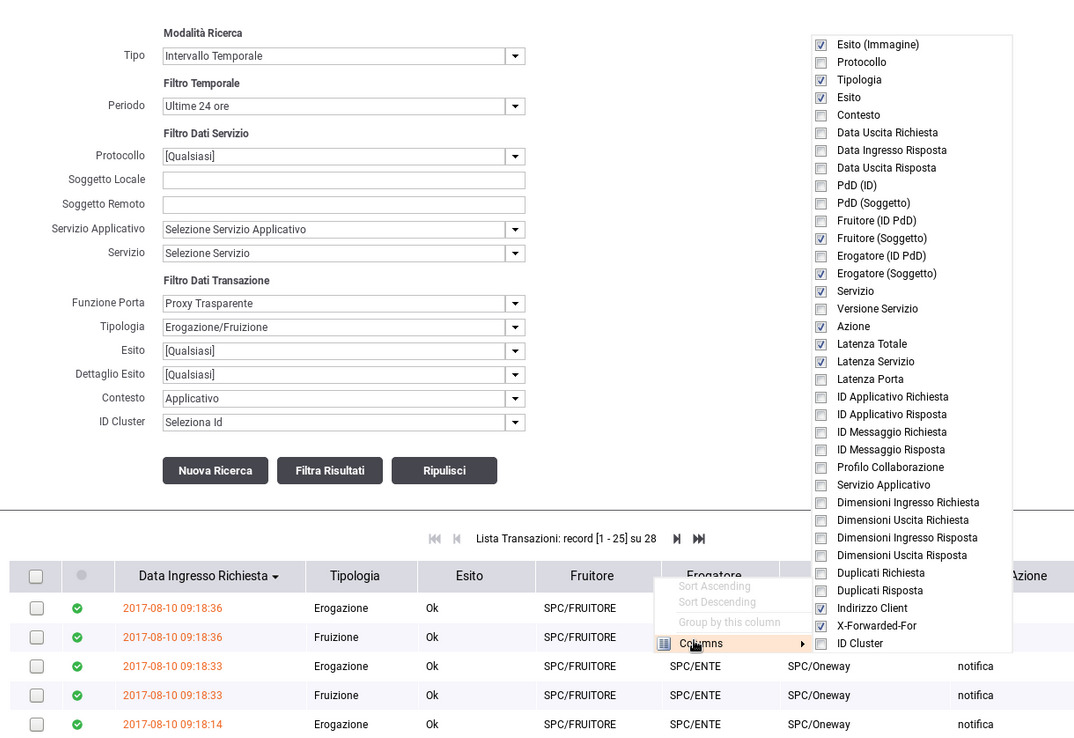 Modalità Ricerca
Tipo Intervallo Temporale
Filtro Temporale
Periodo Ultime 24 ore
Filtro Dati Servizio
Protocollo [Qualsiasi]
Soggetto Locale
Soggetto Remoto
Servizio Applicativo Selezione Servizio Applicativo
Servizio Selezione Servizio
Filtro Dati Transazione
Funzione Porta Proxy Trasparente
Tipologia Erogazione/Fruizione
Esito [Qualsiasi]
Dettaglio Esito [Qualsiasi]
Contesto Applicativo
ID Cluster Seleziona Id
Nuova Ricerca Filtra Risultati Ripulisci
Esito (Immagine)
Protocollo
Tipologia
Esito
Contesto
Data Uscita Richiesta
Data Ingresso Risposta
Data Uscita Risposta
PdD (ID)
PdD (Soggetto)
Fruitore (ID PdD)
Fruitore (Soggetto)
Erogatore (ID PdD)
Erogatore (Soggetto)
Servizio
Versione Servizio
Azione
Latenza Totale
Latenza Servizio
Latenza Porta
ID Applicativo Richiesta
ID Applicativo Risposta
ID Messaggio Richiesta
ID Messaggio Risposta
Profilo Collaborazione
Servizio Applicativo
Dimensioni Ingresso Richiesta
Dimensioni Uscita Richiesta
Dimensioni Ingresso Risposta
Dimensioni Uscita Risposta
Duplicati Richiesta
Duplicati Risposta
Indirizzo Client
X-Forwarded-For
ID Cluster
Lista Transazioni: record [1 - 25] su 28
Data Ingresso Richiesta Tipologia Esito Fruitore Erogatore Azione
Sort Ascending
Sort Descending
Group by this column
Columns
2017-08-10 09:18:36 Erogazione Ok SPC/FRUITORE
2017-08-10 09:18:36 Fruizione Ok SPC/FRUITORE
2017-08-10 09:18:33 Erogazione Ok SPC/FRUITORE SPC/ENTE SPC/Oneway notifica
2017-08-10 09:18:33 Fruizione Ok SPC/FRUITORE SPC/ENTE SPC/Oneway notifica
2017-08-10 09:18:14 Erogazione Ok SPC/FRUITORE SPC/ENTE SPC/Oneway notifica